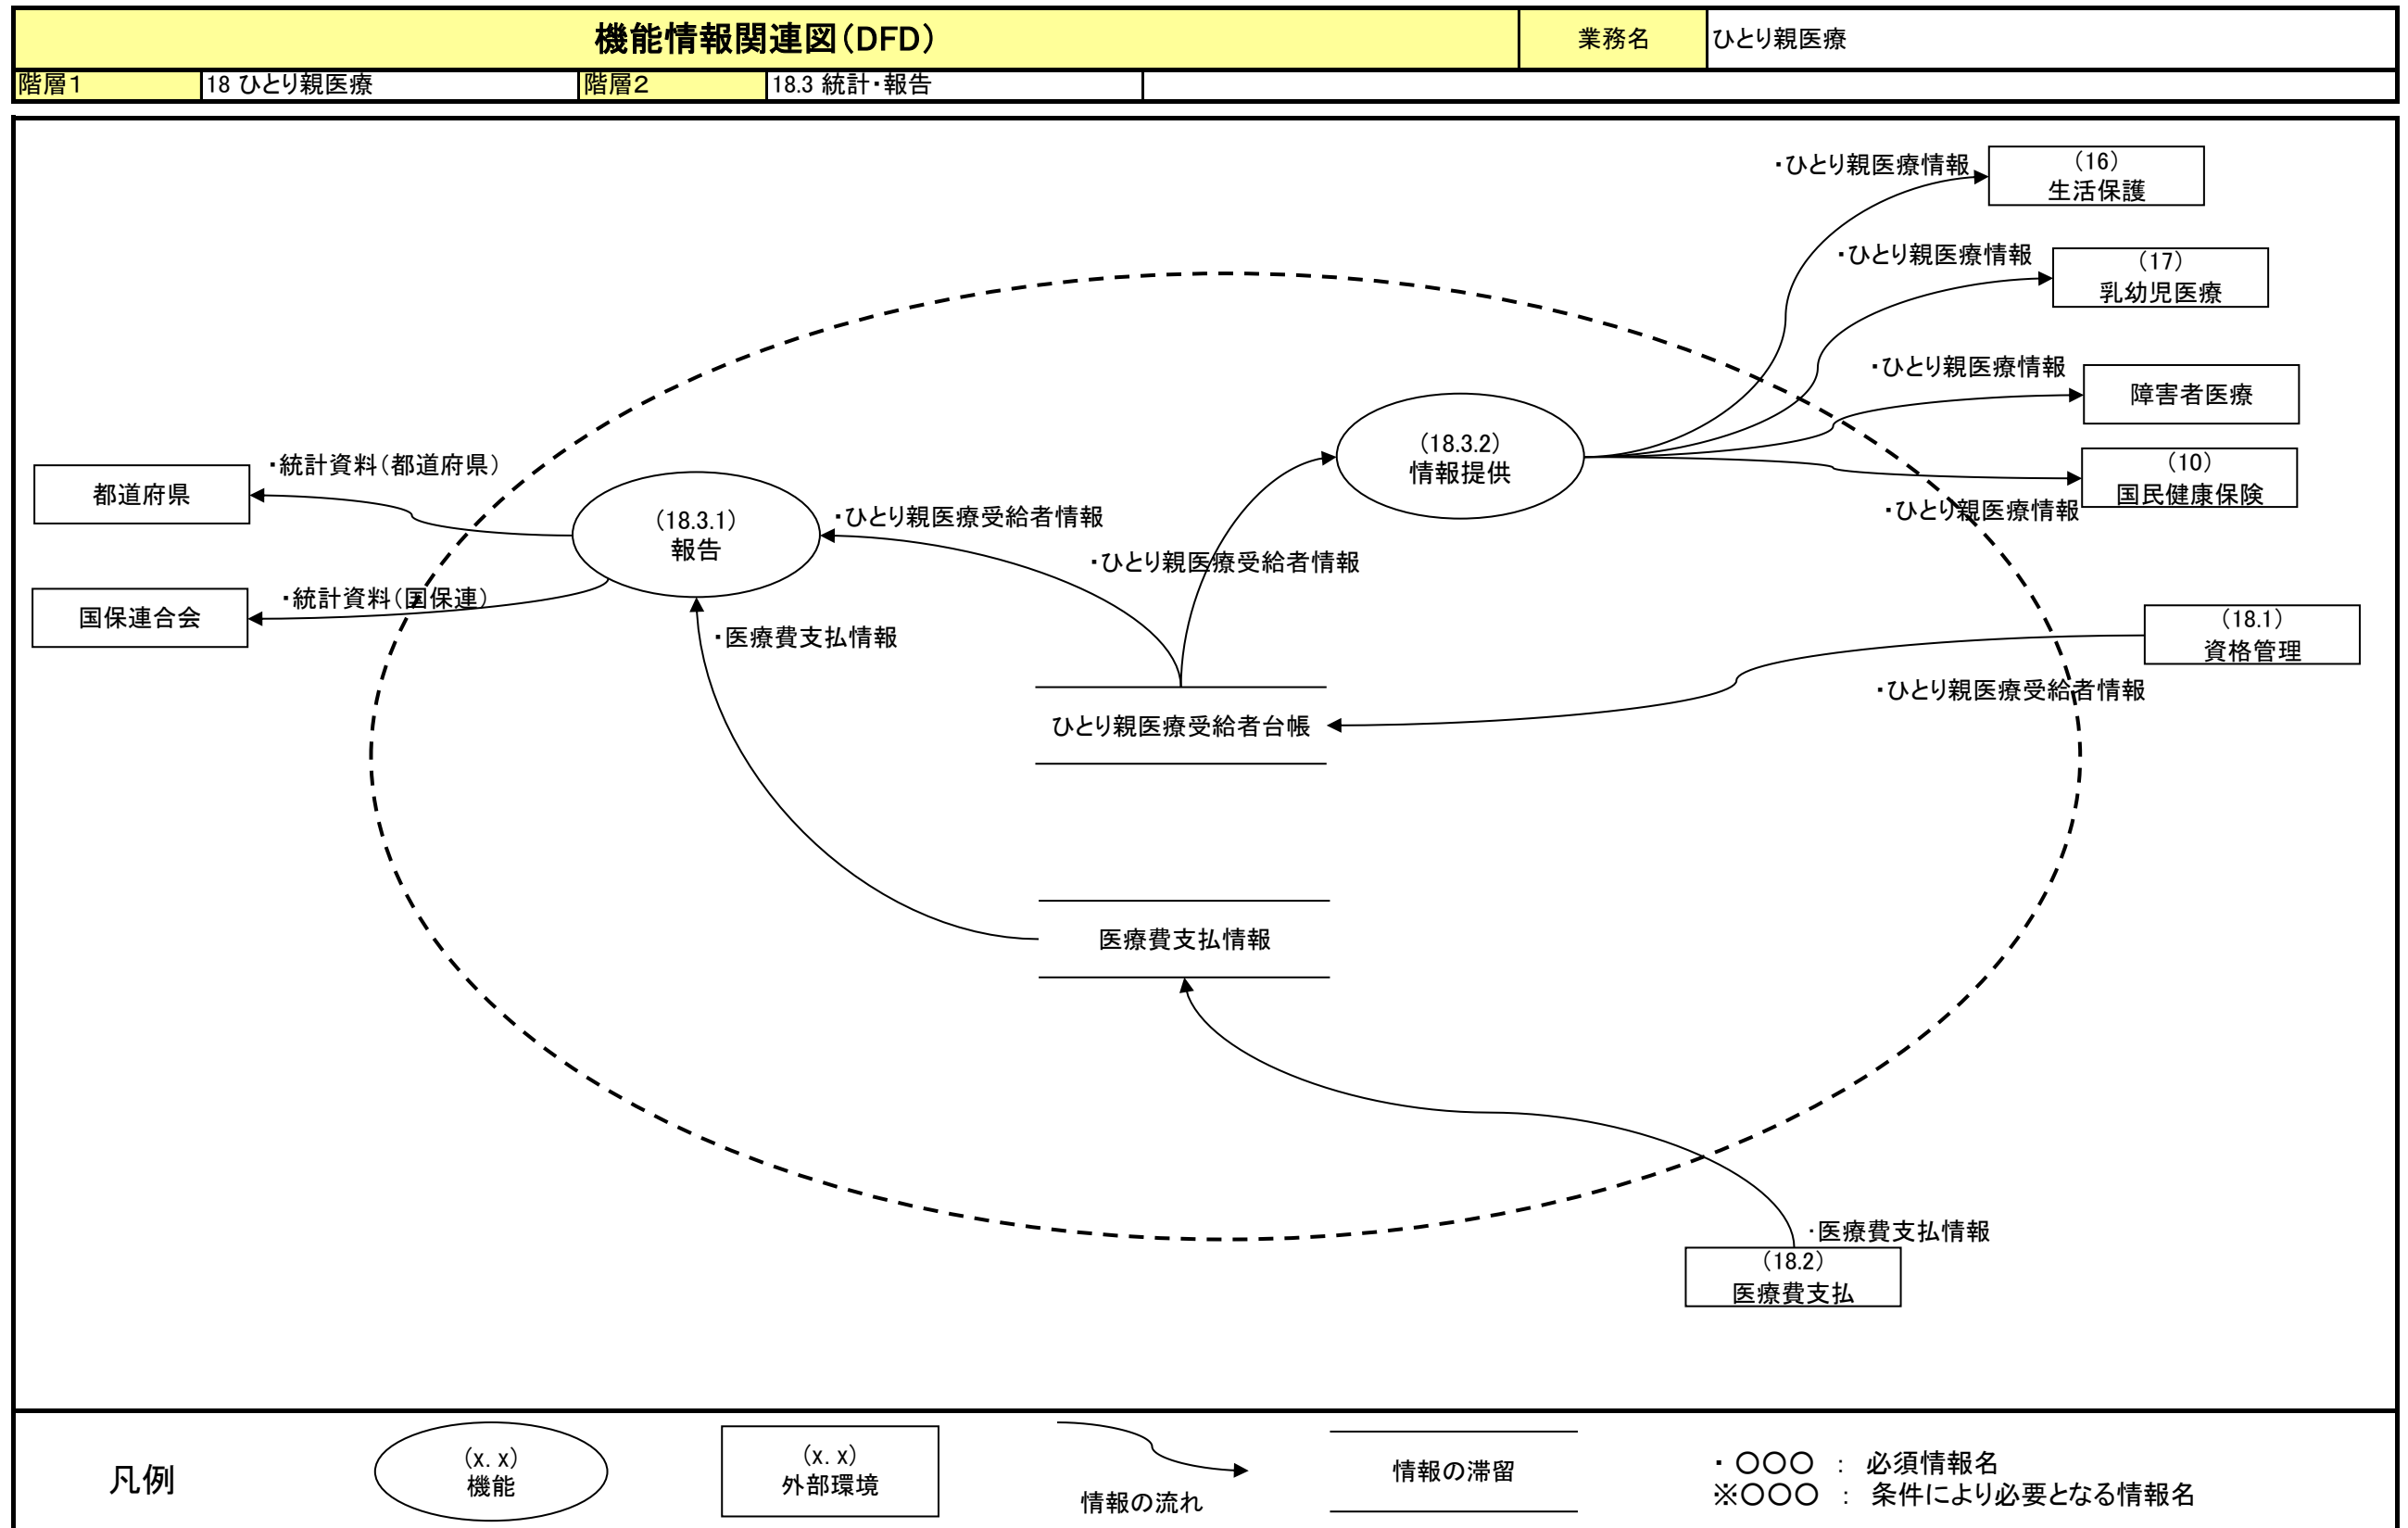 機能情報関連図（DFD）
業務名
ひとり親医療
階層１
18 ひとり親医療
階層２
18.3 統計・報告
・ひとり親医療情報
（16）
生活保護
・ひとり親医療情報
（17）
乳幼児医療
・ひとり親医療情報
障害者医療
（10）
国民健康保険
・ひとり親医療情報
（18.3.2）
情報提供
・統計資料（都道府県）
都道府県
（18.3.1）
報告
・ひとり親医療受給者情報
・ひとり親医療受給者情報
・統計資料（国保連）
国保連合会
・医療費支払情報
（18.1）
資格管理
・ひとり親医療受給者情報
ひとり親医療受給者台帳
医療費支払情報
・医療費支払情報
（18.2）
医療費支払
凡例
（x. x）
機能
（x. x）
外部環境
情報の流れ
情報の滞留
・ 〇〇〇 ： 必須情報名
※〇〇〇 ： 条件により必要となる情報名